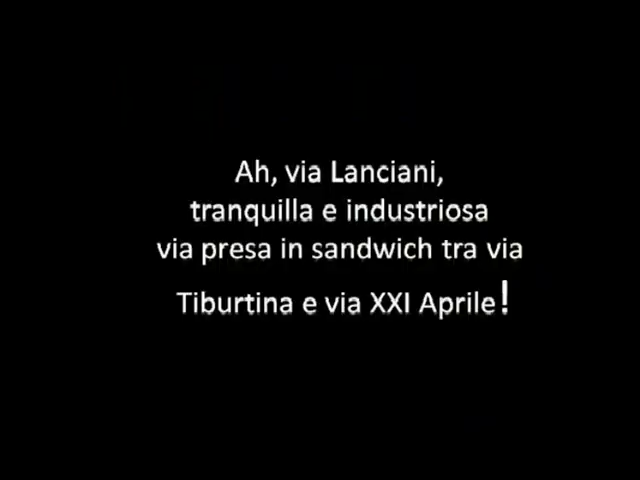 Ah, via Lanciani,
tranquilla e industriosa
via presa in sandwich tra via
Tiburtina e via XXI Aprile!